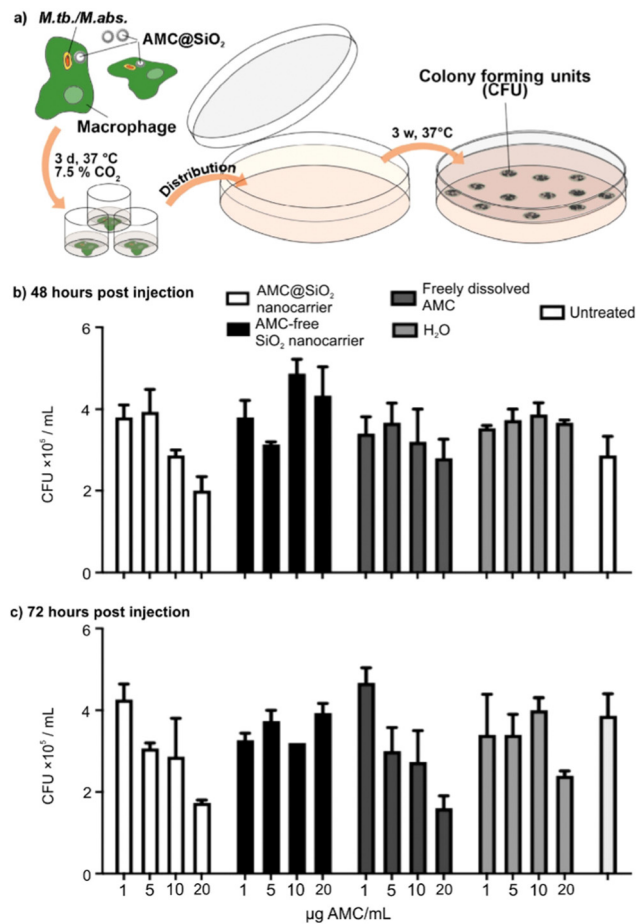 a)
M.tb./M.abs.
AMC@SiO₂
Macrophage
3 d, 37 °C
7.5 % CO₂
Distribution
3 w, 37°C
Colony forming units
(CFU)
b) 48 hours post injection
AMC@SiO₂
nanocarrier
AMC-free
SiO₂ nanocarrier
Freely dissolved
AMC
H₂O
Untreated
CFU ×10⁵ / mL
6
4
2
0
c) 72 hours post injection
CFU ×10⁵ / mL
6
4
2
0
1 5 10 20 1 5 10 20 1 5 10 20 1 5 10 20
µg AMC/mL